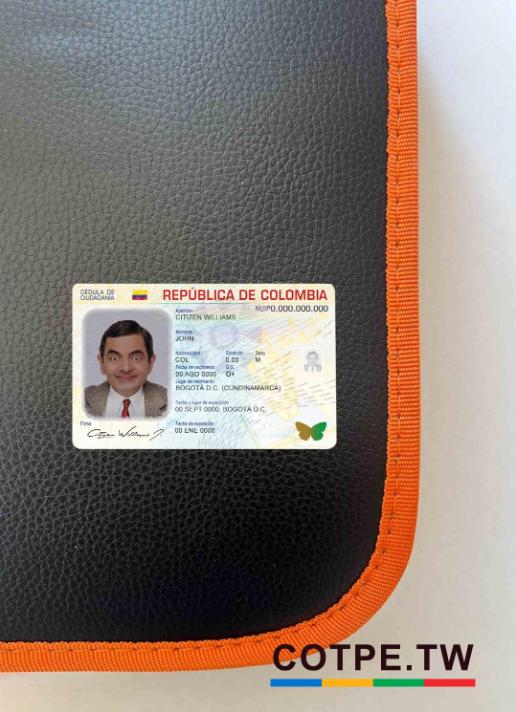 CÉDULA DE
CIUDADANÍA
REPÚBLICA DE COLOMBIA
NUIP0.000.000.000
Apellidos
CITIZEN WILLIAMS
Nombres
JOHN
Nacionalidad Estatura Sexo
COL 0.00 M
Fecha de nacimiento G.S.
00 AGO 0000 O+
Lugar de nacimiento
BOGOTÁ D.C. (CUNDINAMARCA)
Fecha y lugar de expedición
00 SEPT 0000, BOGOTÁ D.C.
Firma
Fecha de expiración
00 ENE 0000
Citizen Williams J.
COTPE.TW